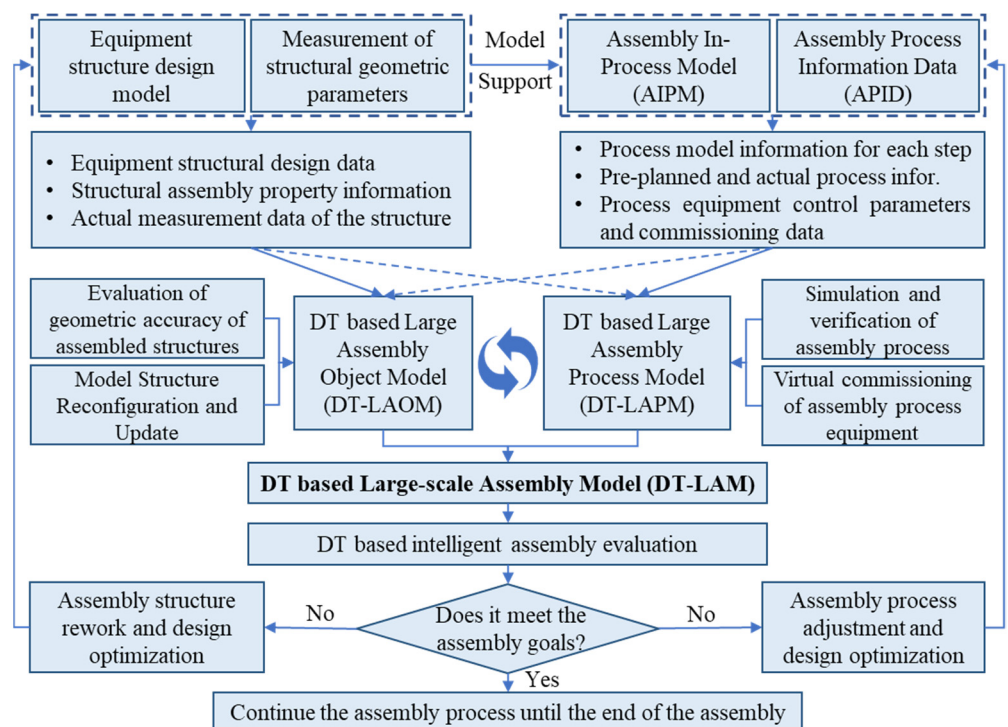 Equipment
structure design
model
Measurement of
structural geometric
parameters
Model
Support
Assembly In-
Process Model
(AIPM)
Assembly Process
Information Data
(APID)
• Equipment structural design data
• Structural assembly property information
• Actual measurement data of the structure
• Process model information for each step
• Pre-planned and actual process infor.
• Process equipment control parameters
and commissioning data
Evaluation of
geometric accuracy of
assembled structures
Model Structure
Reconfiguration and
Update
DT based Large
Assembly
Object Model
(DT-LAOM)
DT based Large
Assembly
Process Model
(DT-LAPM)
Simulation and
verification of
assembly process
Virtual commissioning
of assembly process
equipment
DT based Large-scale Assembly Model (DT-LAM)
DT based intelligent assembly evaluation
Assembly structure
rework and design
optimization
No
Does it meet the
assembly goals?
No
Assembly process
adjustment and
design optimization
Yes
Continue the assembly process until the end of the assembly